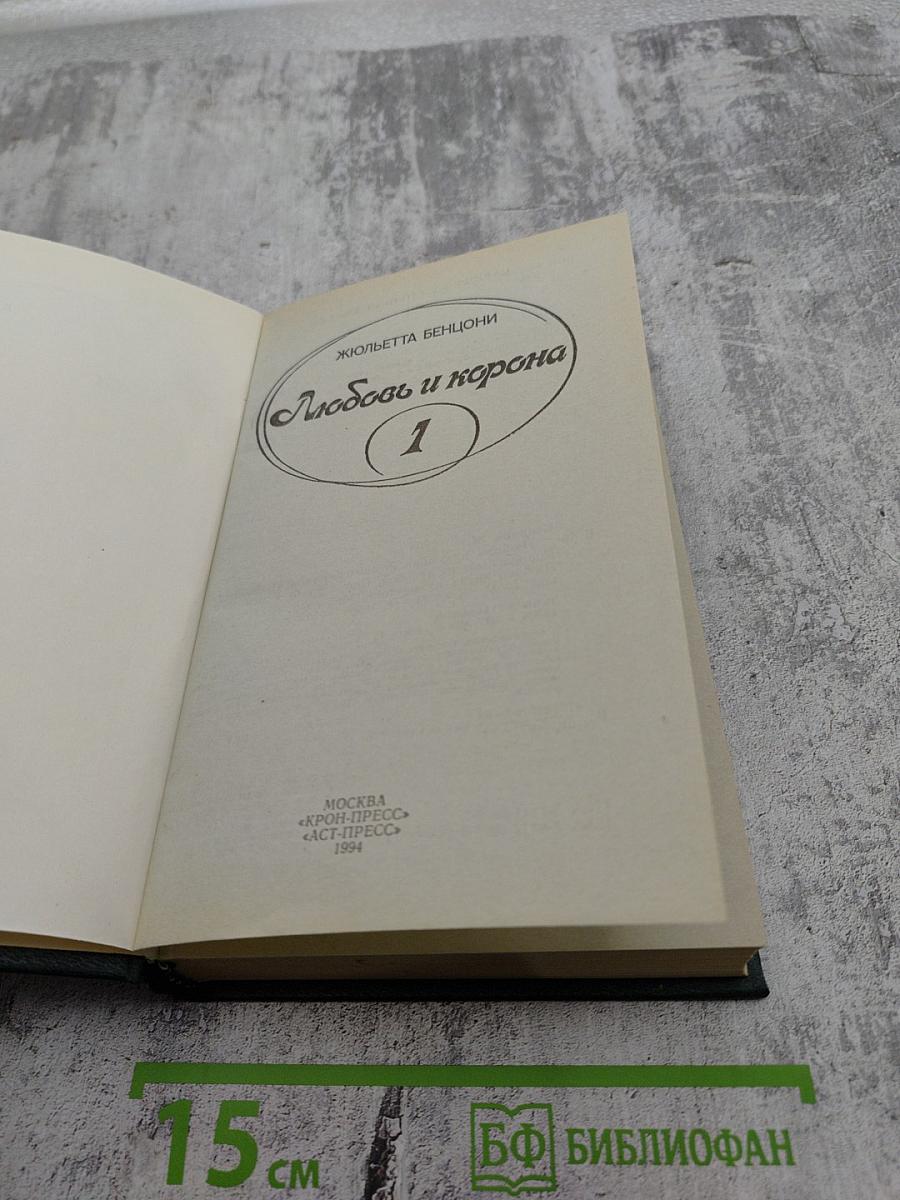 ЖЮЛЬЕТТА БЕНЦОНИ
Любовь и корона
1
МОСКВА
«КРОН-ПРЕСС»
«АСТ-ПРЕСС»
1994
15 см
БФ БИБЛИОФАН